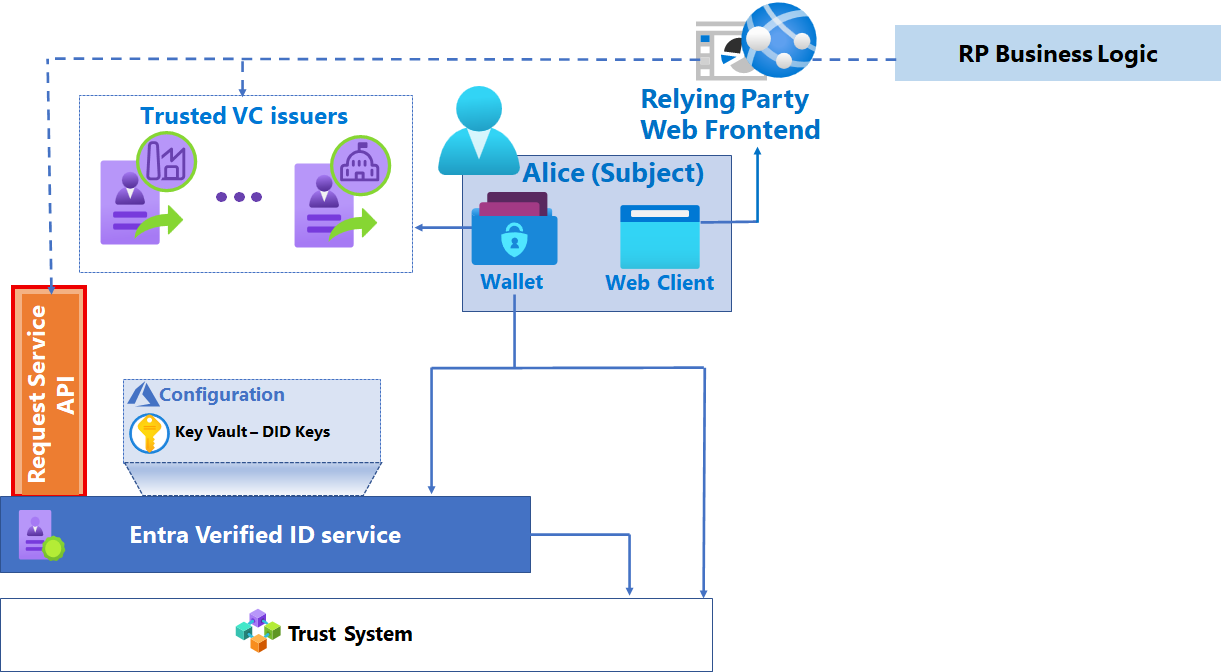 RP Business Logic
Relying Party
Web Frontend
Trusted VC issuers
Alice (Subject)
Wallet
Web Client
Request Service
API
Configuration
Key Vault – DID Keys
Entra Verified ID service
Trust System